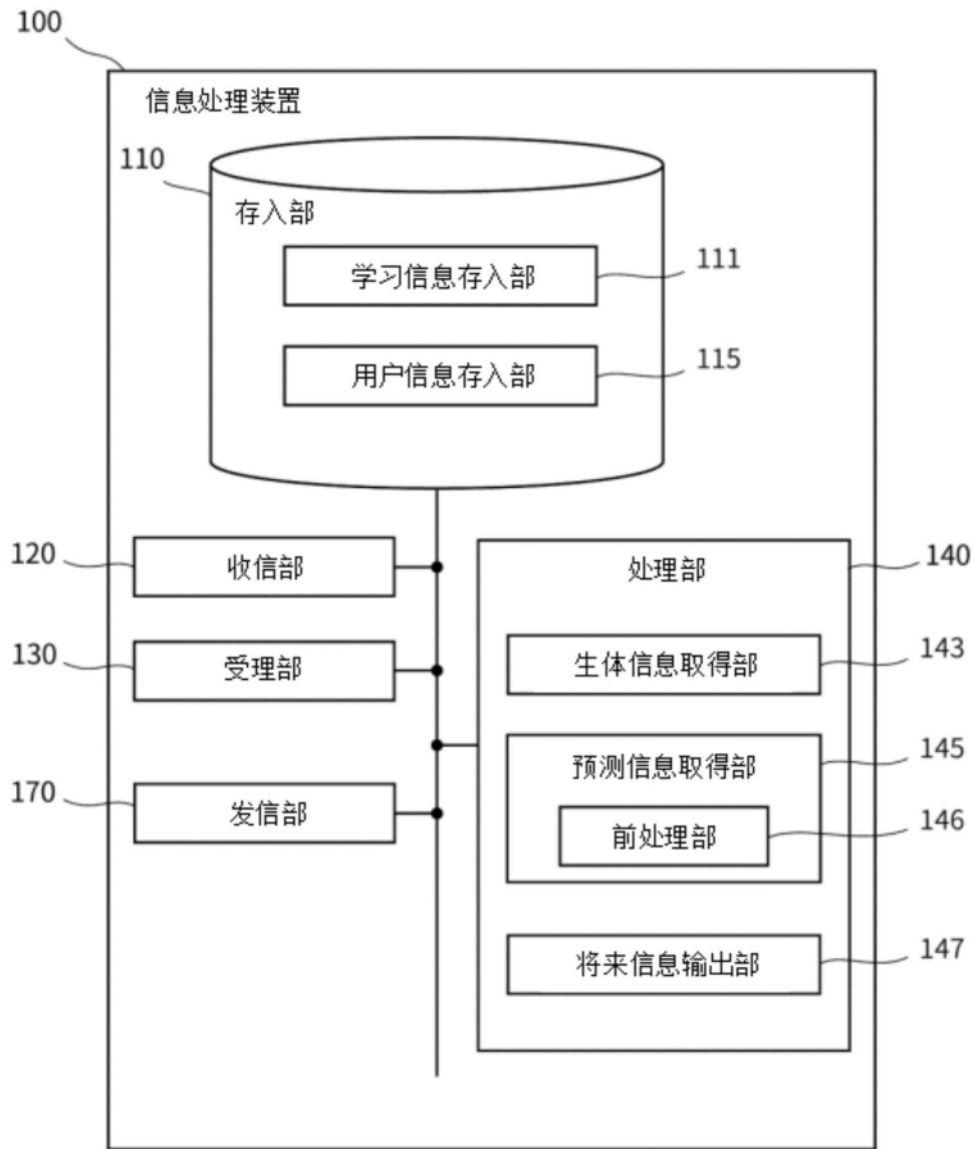 100
信息处理装置
110
存入部
学习信息存入部
111
用户信息存入部
115
120
收信部
处理部
140
130
受理部
生体信息取得部
143
预测信息取得部
145
170
发信部
前处理部
146
将来信息输出部
147